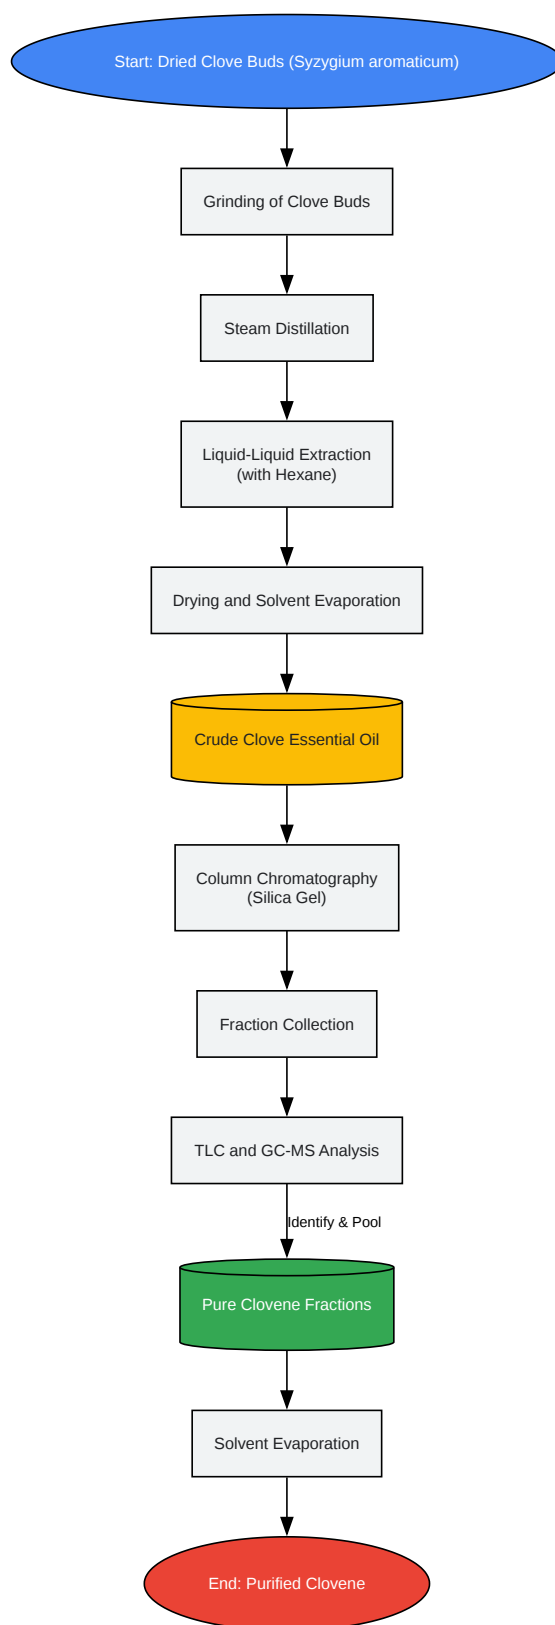 Start: Dried Clove Buds (Syzygium aromaticum)
Grinding of Clove Buds
Steam Distillation
Liquid-Liquid Extraction
(with Hexane)
Drying and Solvent Evaporation
Crude Clove Essential Oil
Column Chromatography
(Silica Gel)
Fraction Collection
TLC and GC-MS Analysis
Identify & Pool
Pure Clovene Fractions
Solvent Evaporation
End: Purified Clovene